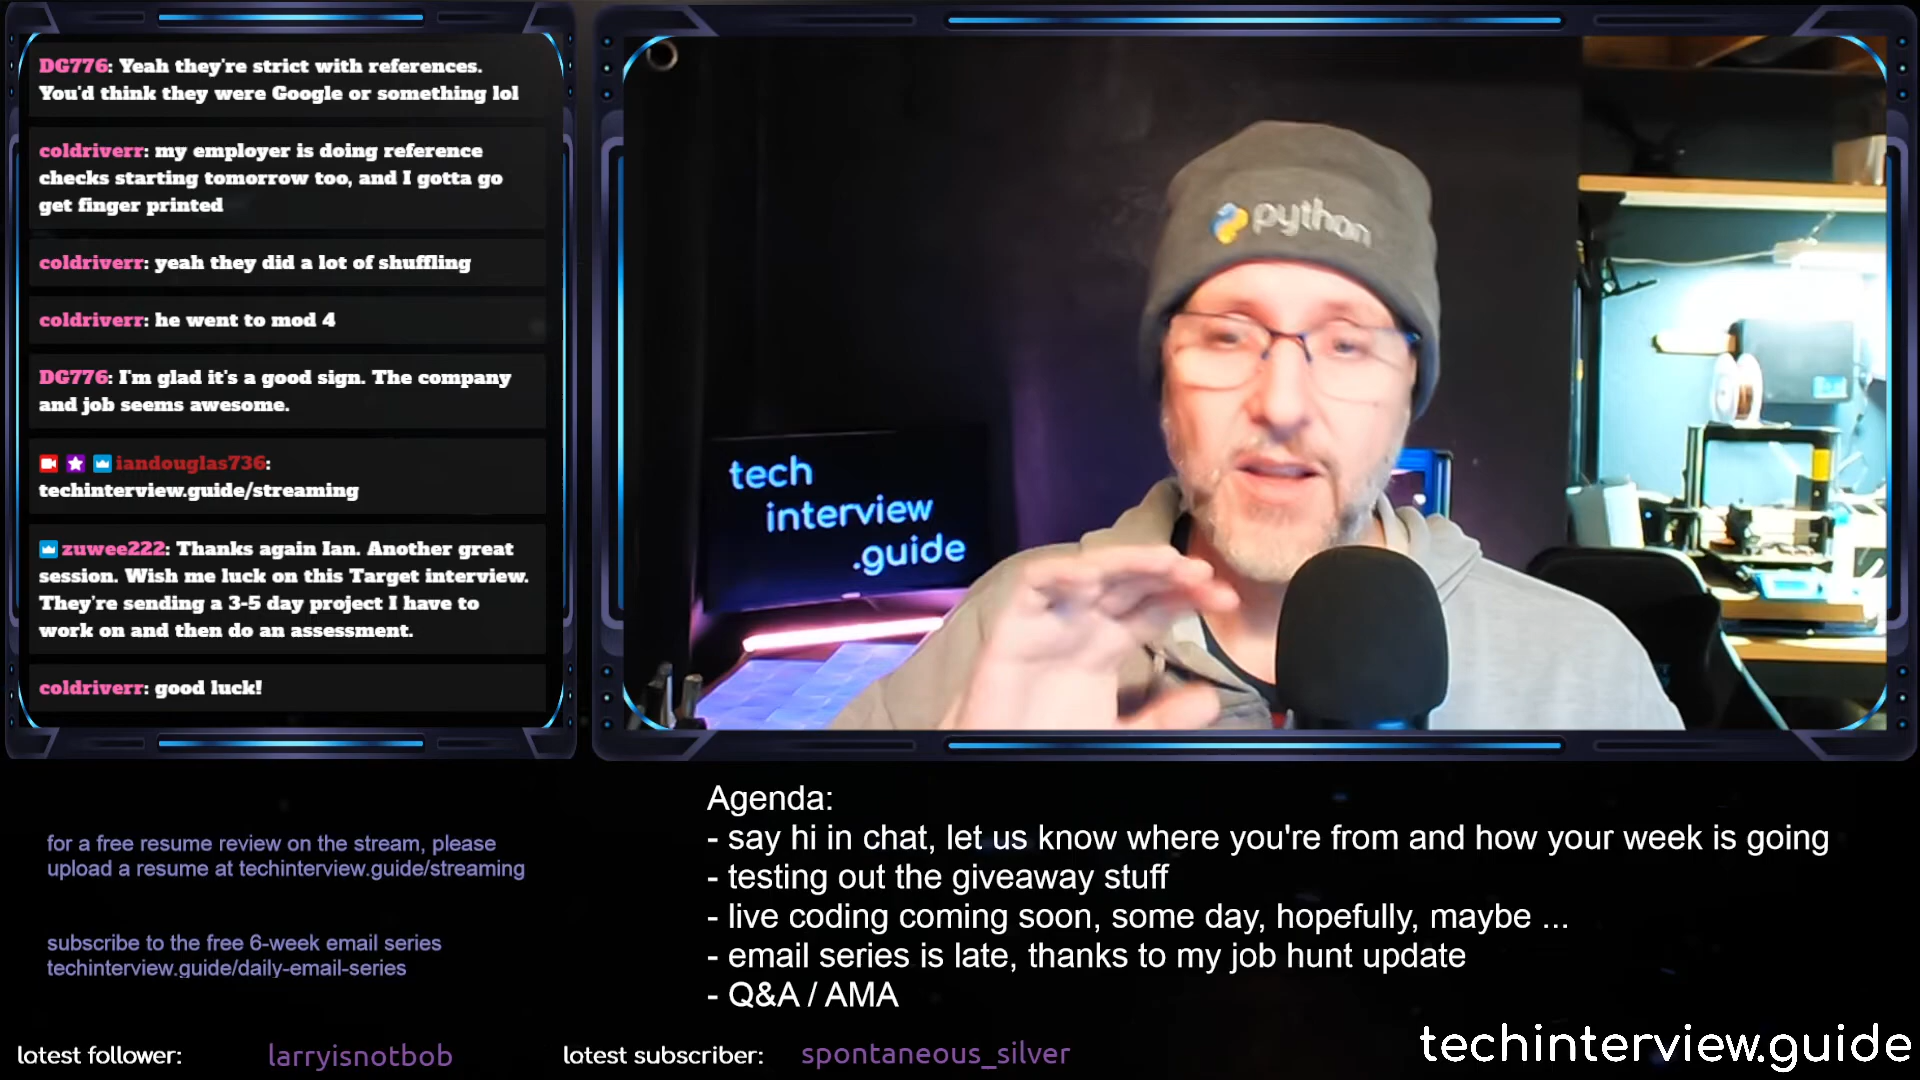 DG776: Yeah they're strict with references.
You'd think they were Google or something lol
coldriverr: my employer is doing reference
checks starting tomorrow too, and I gotta go
get finger printed
coldriverr: yeah they did a lot of shuffling
coldriverr: he went to mod 4
DG776: I'm glad it's a good sign. The company
and job seems awesome.
iandouglas736:
techinterview.guide/streaming
zuwee222: Thanks again Ian. Another great
session. Wish me luck on this Target interview.
They're sending a 3-5 day project I have to
work on and then do an assessment.
coldriverr: good luck!
python
tech
interview
.guide
for a free resume review on the stream, please
upload a resume at techinterview.guide/streaming
subscribe to the free 6-week email series
techinterview.guide/daily-email-series
Agenda:
- say hi in chat, let us know where you're from and how your week is going
- testing out the giveaway stuff
- live coding coming soon, some day, hopefully, maybe ...
- email series is late, thanks to my job hunt update
- Q&A / AMA
latest follower: larryisnotbob
latest subscriber: spontaneous_silver
techinterview.guide